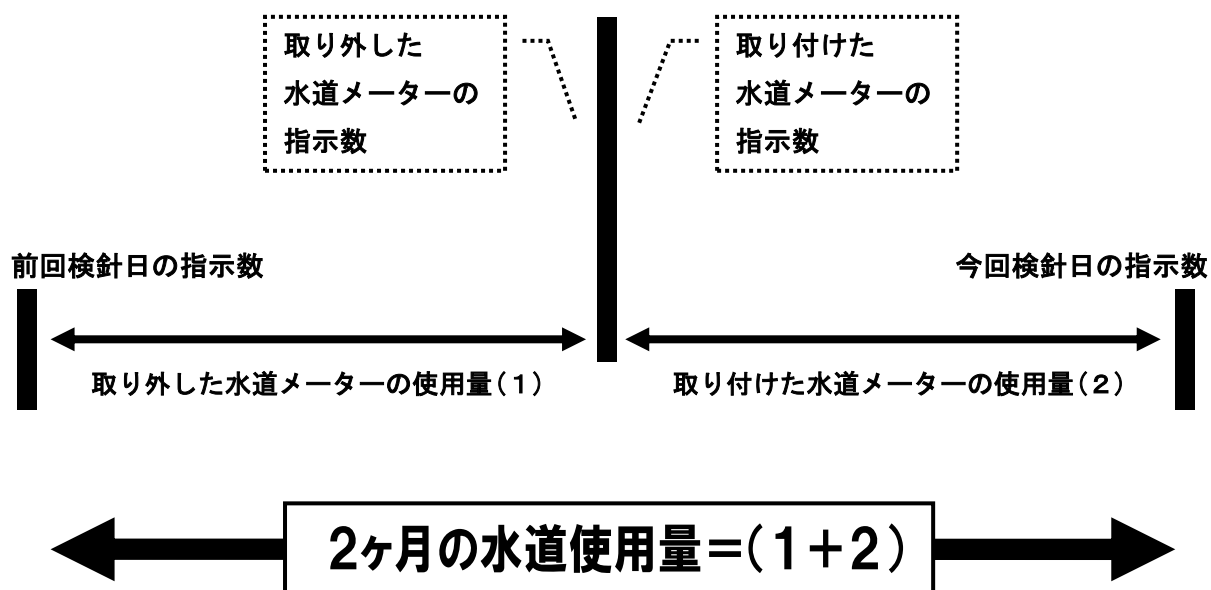 取り外した
水道メーターの
指示数
取り付けた
水道メーターの
指示数
前回検針日の指示数
今回検針日の指示数
取り外した水道メーターの使用量（１）
取り付けた水道メーターの使用量（２）
２ヶ月の水道使用量＝（１＋２）